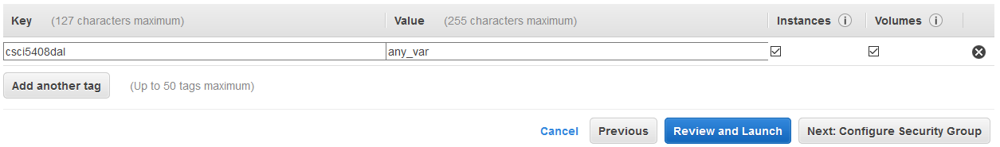 Key (127 characters maximum) Value (255 characters maximum) Instances i Volumes i
csci5408dal any_var
Add another tag (Up to 50 tags maximum)
Cancel Previous Review and Launch Next: Configure Security Group